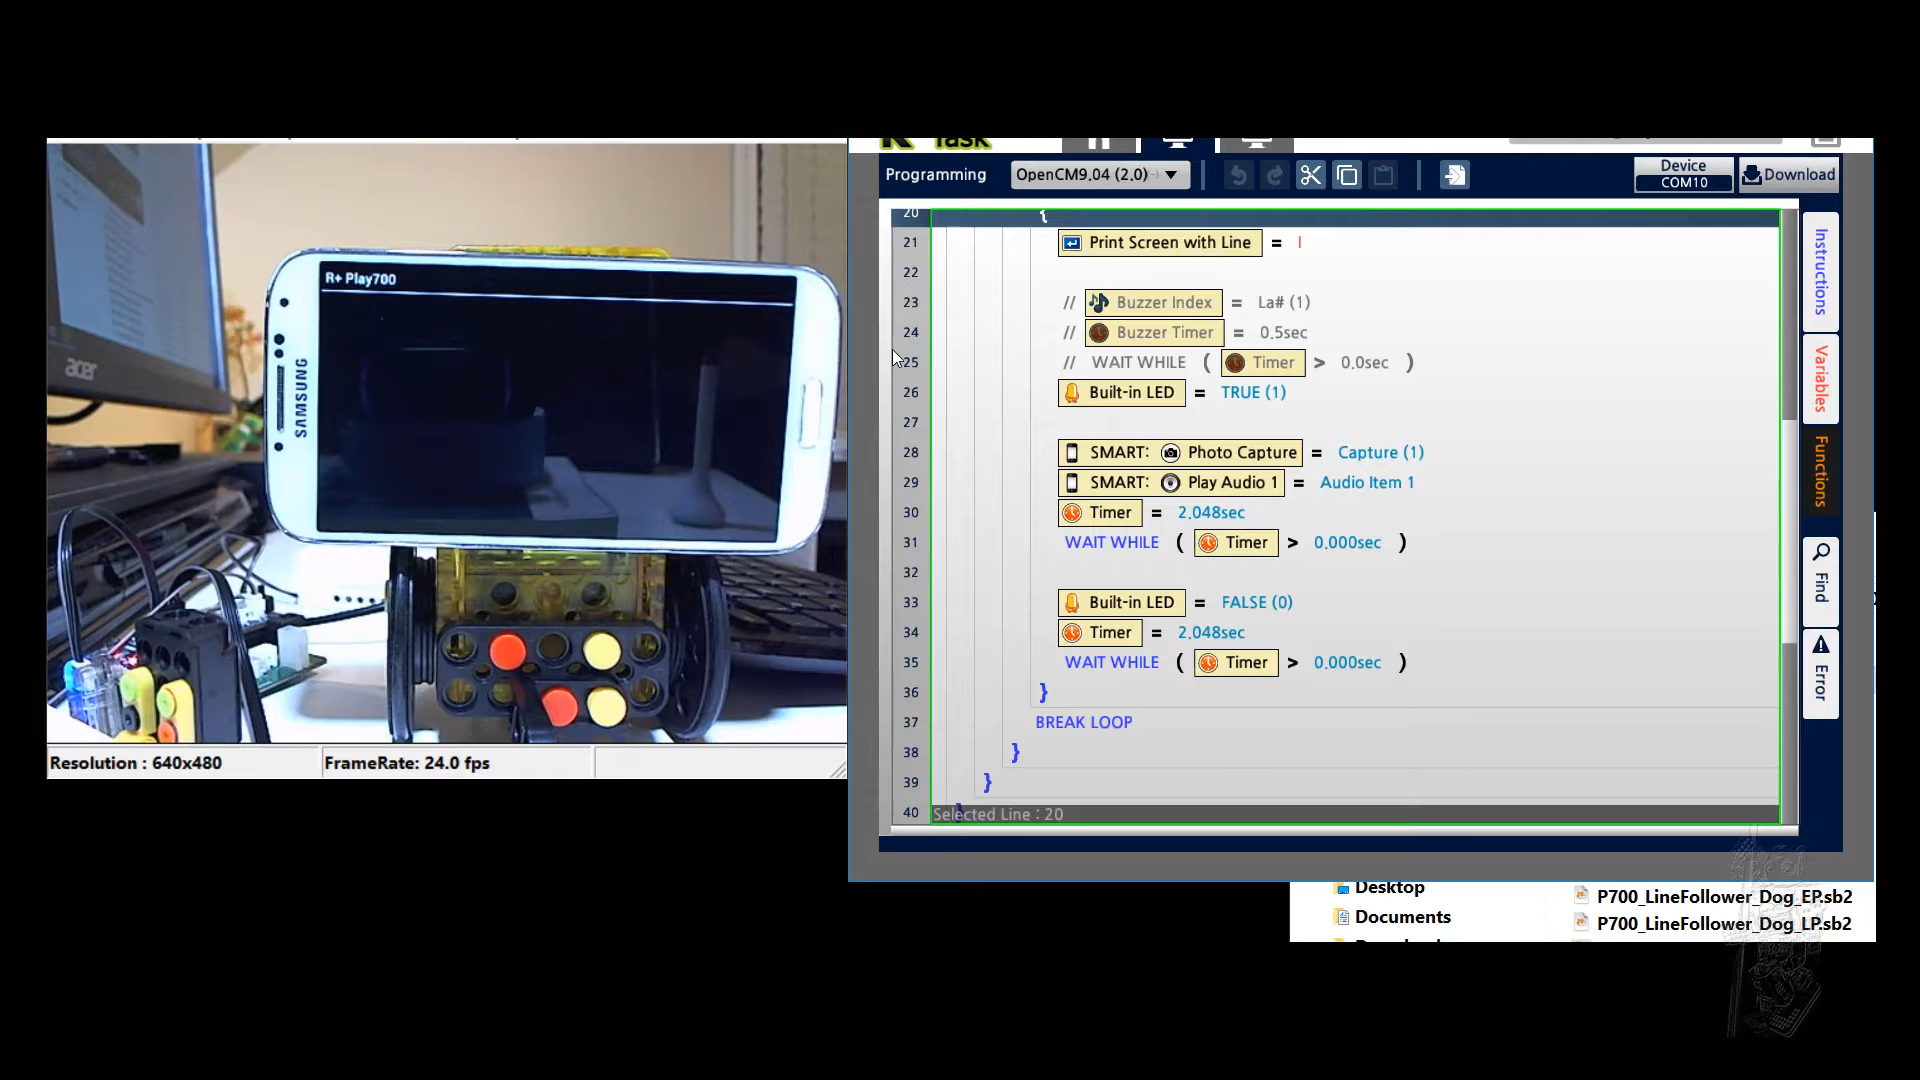 acer
SAMSUNG
R+ Play700
Resolution : 640x480
FrameRate: 24.0 fps
Task
Programming
OpenCM9.04 (2.0)
Device
COM10
Download
20 {
21 Print Screen with Line = I
22
23 // Buzzer Index = La# (1)
24 // Buzzer Timer = 0.5sec
25 // WAIT WHILE ( Timer > 0.0sec )
26 Built-in LED = TRUE (1)
27
28 SMART: Photo Capture = Capture (1)
29 SMART: Play Audio 1 = Audio Item 1
30 Timer = 2.048sec
31 WAIT WHILE ( Timer > 0.000sec )
32
33 Built-in LED = FALSE (0)
34 Timer = 2.048sec
35 WAIT WHILE ( Timer > 0.000sec )
36 }
37 BREAK LOOP
38 }
39 }
40
Selected Line : 20
Instructions
Variables
Functions
Find
Error
Desktop
Documents
P700_LineFollower_Dog_EP.sb2
P700_LineFollower_Dog_LP.sb2